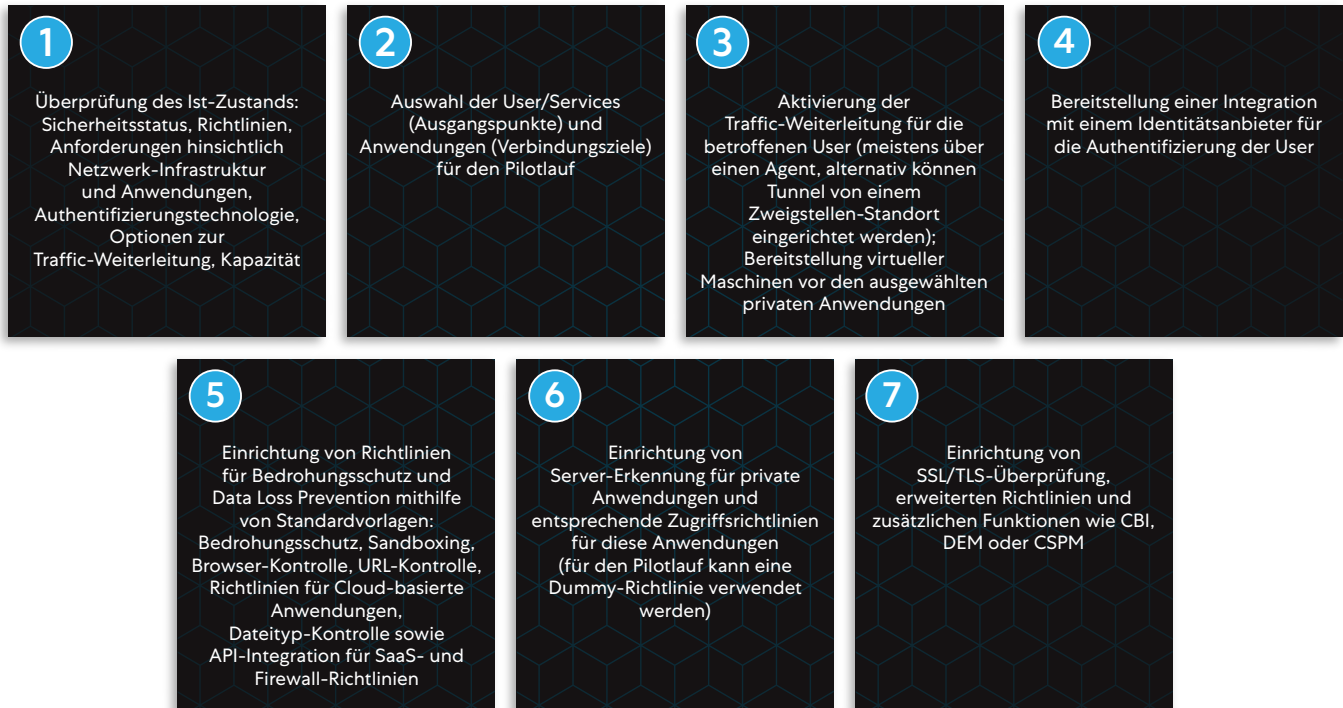 1
Überprüfung des Ist-Zustands:
Sicherheitsstatus, Richtlinien,
Anforderungen hinsichtlich
Netzwerk-Infrastruktur
und Anwendungen,
Authentifizierungstechnologie,
Optionen zur
Traffic-Weiterleitung, Kapazität
2
Auswahl der User/Services
(Ausgangspunkte) und
Anwendungen (Verbindungsziele)
für den Pilotlauf
3
Aktivierung der
Traffic-Weiterleitung für die
betroffenen User (meistens über
einen Agent, alternativ können
Tunnel von einem
Zweigstellen-Standort
eingerichtet werden);
Bereitstellung virtueller
Maschinen vor den ausgewählten
privaten Anwendungen
4
Bereitstellung einer Integration
mit einem Identitätsanbieter für
die Authentifizierung der User
5
Einrichtung von Richtlinien
für Bedrohungsschutz und
Data Loss Prevention mithilfe
von Standardvorlagen:
Bedrohungsschutz, Sandboxing,
Browser-Kontrolle, URL-Kontrolle,
Richtlinien für Cloud-basierte
Anwendungen,
Dateityp-Kontrolle sowie
API-Integration für SaaS- und
Firewall-Richtlinien
6
Einrichtung von
Server-Erkennung für private
Anwendungen und
entsprechende Zugriffsrichtlinien
für diese Anwendungen
(für den Pilotlauf kann eine
Dummy-Richtlinie verwendet
werden)
7
Einrichtung von
SSL/TLS-Überprüfung,
erweiterten Richtlinien und
zusätzlichen Funktionen wie CBI,
DEM oder CSPM